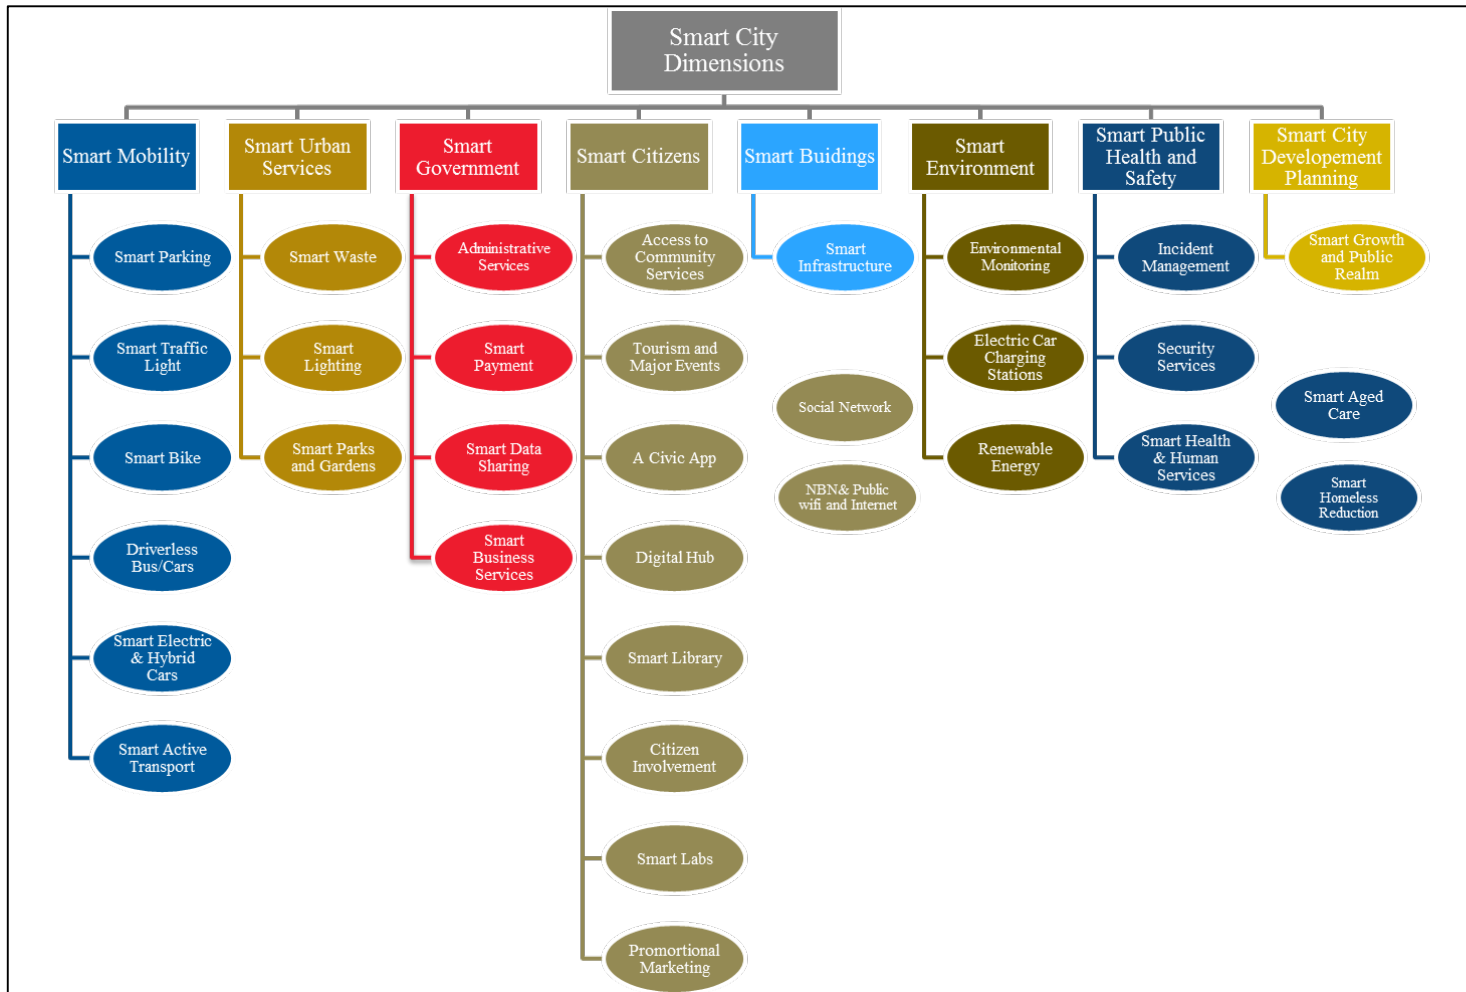 Smart City
Dimensions
Smart Mobility
Smart Urban
Services
Smart
Government
Smart Citizens
Smart Buidings
Smart
Environment
Smart Public
Health and
Safety
Smart City
Developement
Planning
Smart Parking
Smart Traffic
Light
Smart Bike
Driverless
Bus/Cars
Smart Electric
& Hybrid
Cars
Smart Active
Transport
Smart Waste
Smart
Lighting
Smart Parks
and Gardens
Administrative
Services
Smart
Payment
Smart Data
Sharing
Smart
Business
Services
Access to
Community
Services
Tourism and
Major Events
A Civic App
Digital Hub
Smart Library
Citizen
Involvement
Smart Labs
Promortional
Marketing
Smart
Infrastructure
Social Network
NBN& Public
wifi and Internet
Environmental
Monitoring
Electric Car
Charging
Stations
Renewable
Energy
Incident
Management
Security
Services
Smart Health
& Human
Services
Smart Growth
and Public
Realm
Smart Aged
Care
Smart
Homeless
Reduction